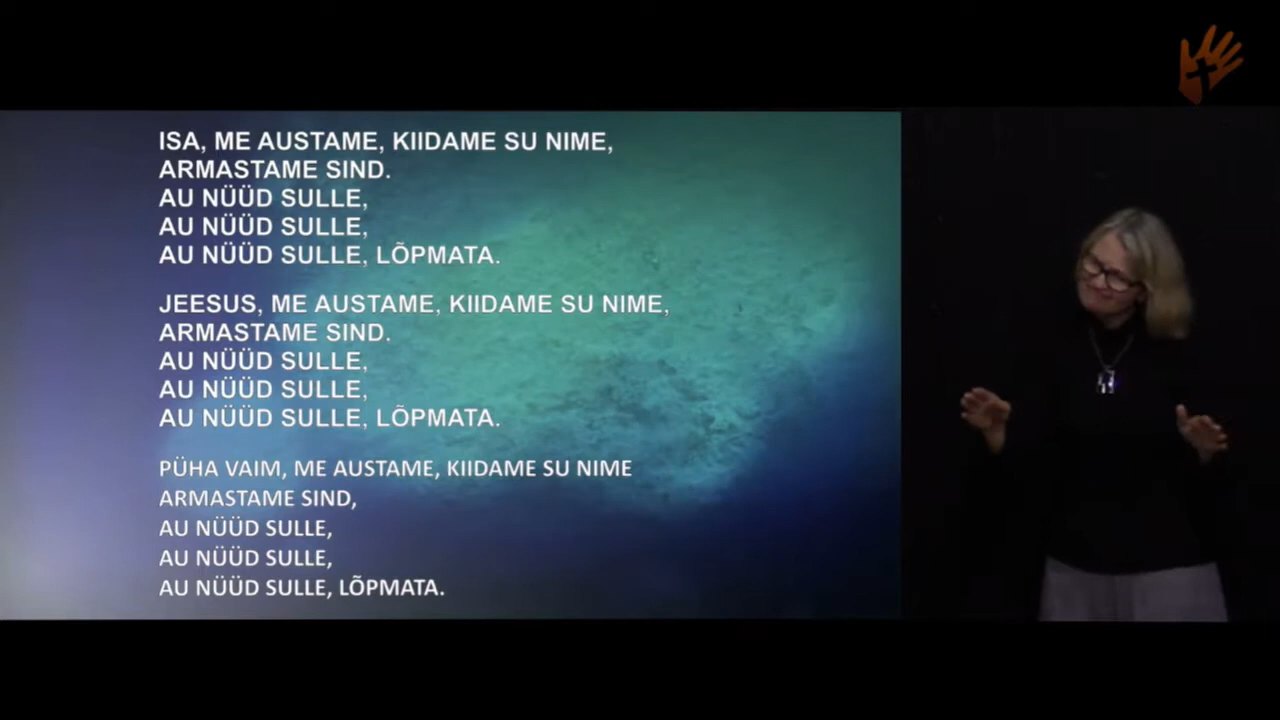 ISA, ME AUSTAME, KIIDAME SU NIME,
ARMASTAME SIND.
AU NÜÜD SULLE,
AU NÜÜD SULLE,
AU NÜÜD SULLE, LÕPMATA.
JEESUS, ME AUSTAME, KIIDAME SU NIME,
ARMASTAME SIND.
AU NÜÜD SULLE,
AU NÜÜD SULLE,
AU NÜÜD SULLE, LÕPMATA.
PÜHA VAIM, ME AUSTAME, KIIDAME SU NIME
ARMASTAME SIND,
AU NÜÜD SULLE,
AU NÜÜD SULLE,
AU NÜÜD SULLE, LÕPMATA.